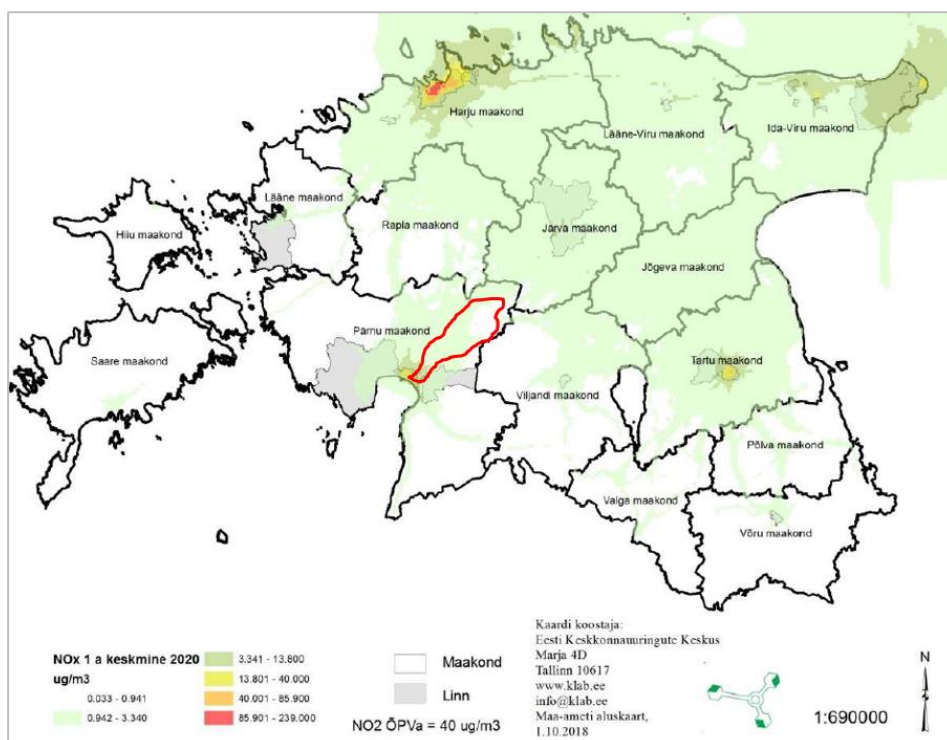 Harju maakond
Lääne-Viru maakond
Ida-Viru maakond
Lääne maakond
Rapla maakond
Järva maakond
Hiiu maakond
Jõgeva maakond
Pärnu maakond
Saare maakond
Tartu maakond
Viljandi maakond
Põlva maakond
Valga maakond
Võru maakond
NOx 1 a keskmine 2020
ug/m3
0.033 - 0.941
0.942 - 3.340
3.341 - 13.800
13.801 - 40.000
40.001 - 85.900
85.901 - 239.000
Maakond
Linn
NO2 ÕPVa = 40 ug/m3
Kaardi koostaja:
Eesti Keskkonnauuringute Keskus
Marja 4D
Tallinn 10617
www.klab.ee
info@klab.ee
Maa-ameti aluskaart,
1.10.2018
N
1:690000